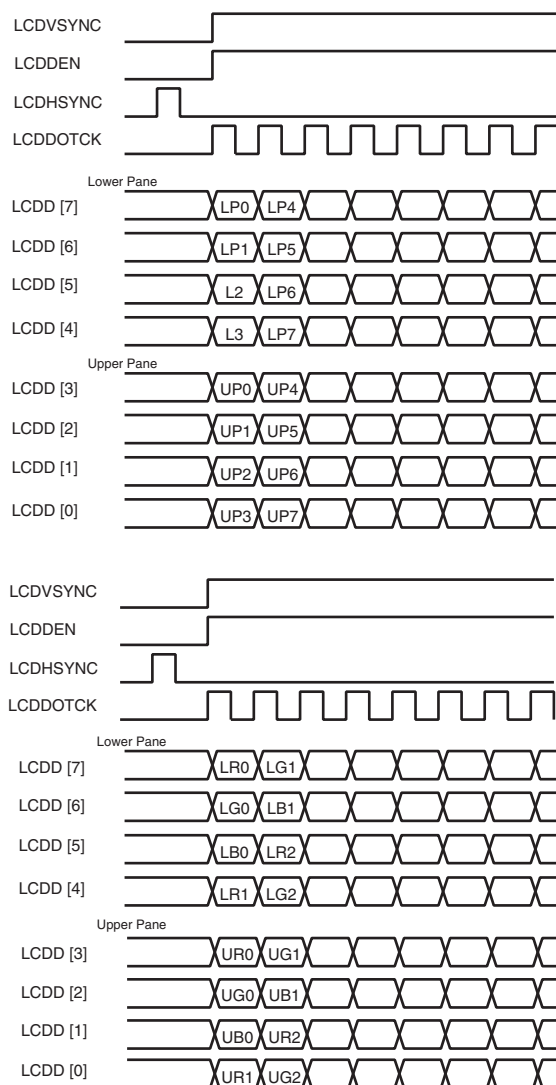 LCDVSYNC
LCDDEN
LCDHSYNC
LCDDOTCK
Lower Pane
LCDD [7] LP0 LP4
LCDD [6] LP1 LP5
LCDD [5] L2 LP6
LCDD [4] L3 LP7
Upper Pane
LCDD [3] UP0 UP4
LCDD [2] UP1 UP5
LCDD [1] UP2 UP6
LCDD [0] UP3 UP7
LCDVSYNC
LCDDEN
LCDHSYNC
LCDDOTCK
Lower Pane
LCDD [7] LR0 LG1
LCDD [6] LG0 LB1
LCDD [5] LB0 LR2
LCDD [4] LR1 LG2
Upper Pane
LCDD [3] UR0 UG1
LCDD [2] UG0 UB1
LCDD [1] UB0 UR2
LCDD [0] UR1 UG2